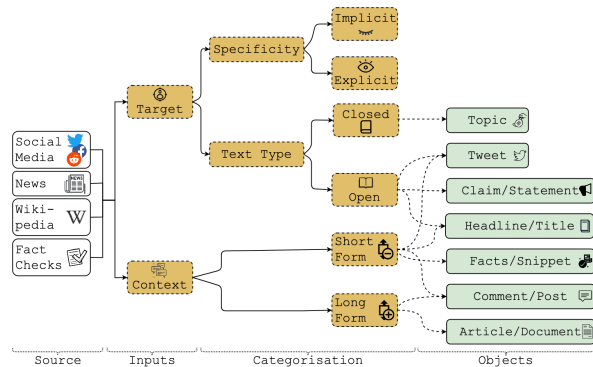 Social
Media
News
NEWS
Wiki-
pedia
W
Fact
Checks
Target
Context
Specificity
Text Type
Implicit
Explicit
Closed
Open
Short
Form
Long
Form
Topic
Tweet
Claim/Statement
Headline/Title
Facts/Snippet
Comment/Post
Article/Document
Source
Inputs
Categorisation
Objects